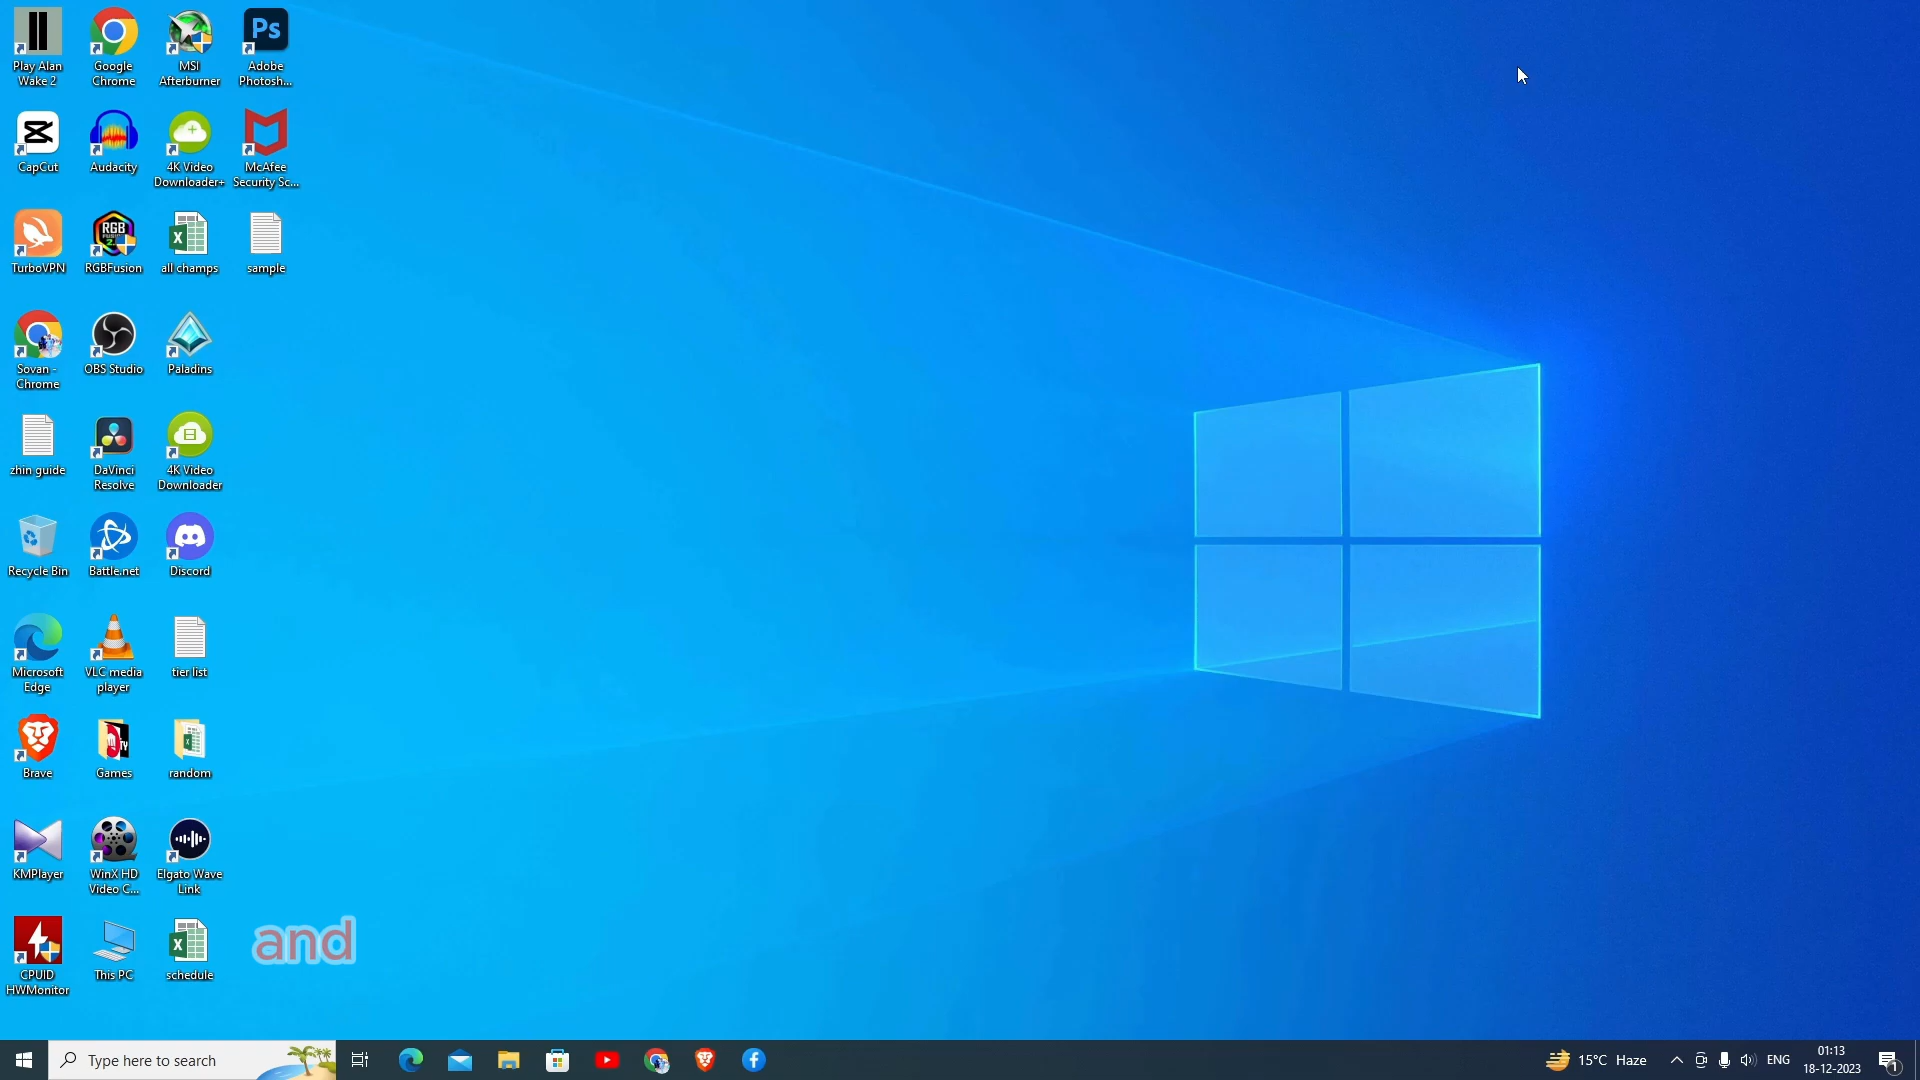 Play Alan
Wake 2
Google
Chrome
MSI
Afterburner
Ps
Adobe
Photosh...
CapCut
Audacity
4K Video
Downloader+
McAfee
Security Sc...
TurboVPN
RGB
RGBFusion
X
all champs
sample
Sovan -
Chrome
OBS Studio
Paladins
zhin guide
DaVinci
Resolve
4K Video
Downloader
Recycle Bin
Battle.net
Discord
Microsoft
Edge
VLC media
player
tier list
Brave
Games
random
KMPlayer
WinX HD
Video C...
Elgato Wave
Link
CPUID
HWMonitor
This PC
X
schedule
and
Type here to search
15°C Haze
ENG
01:13
18-12-2023
1